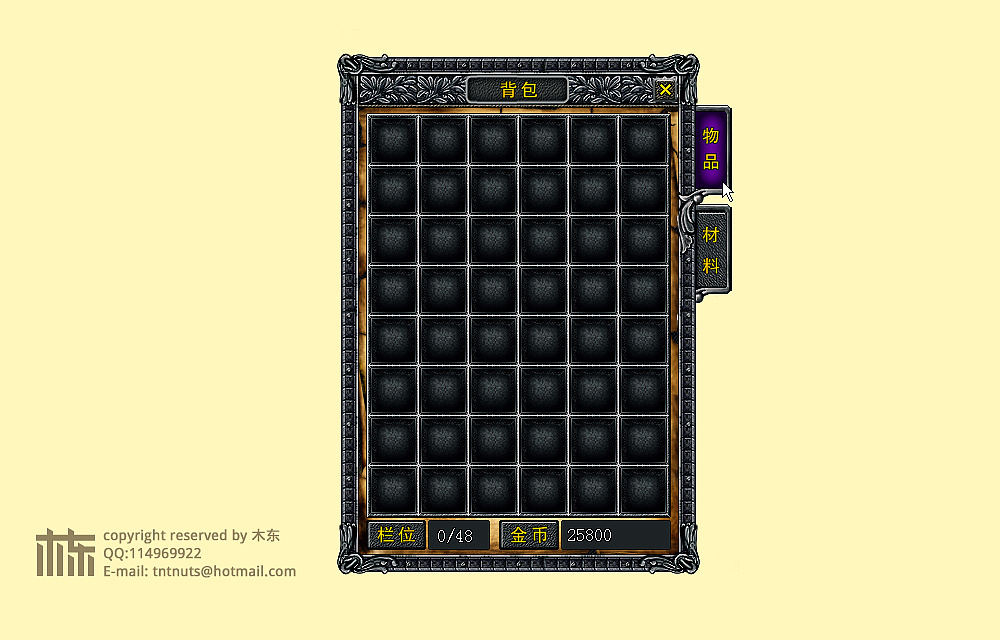 背包
×
物品
材料
栏位 0/48 金币 25800
copyright reserved by 木东
QQ:114969922
E-mail: tntnuts@hotmail.com